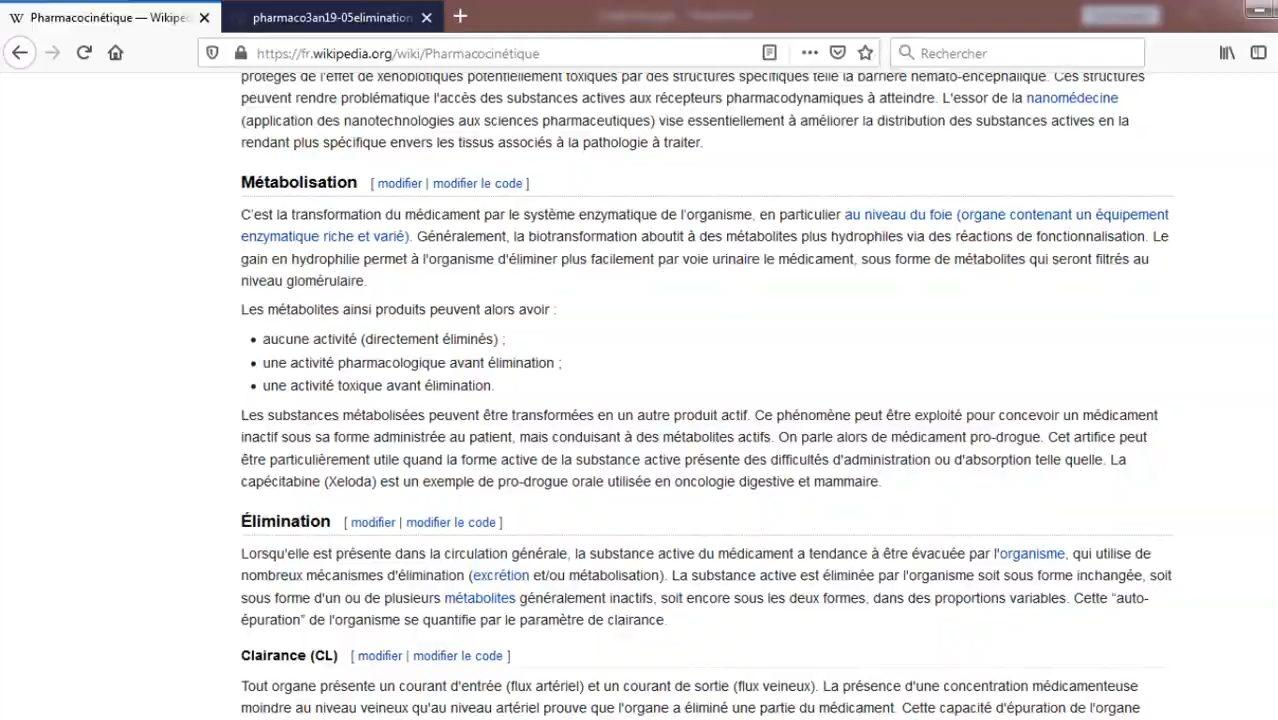 Pharmacocinétique — Wikipe
pharmaco3an19-05elimination
https://fr.wikipedia.org/wiki/Pharmacocinétique
Rechercher
protégés de l'effet de xénobiotiques potentiellement toxiques par des structures spécifiques telle la barrière hémato-encéphalique. Ces structures
peuvent rendre problématique l'accès des substances actives aux récepteurs pharmacodynamiques à atteindre. L'essor de la nanomédecine
(application des nanotechnologies aux sciences pharmaceutiques) vise essentiellement à améliorer la distribution des substances actives en la
rendant plus spécifique envers les tissus associés à la pathologie à traiter.
Métabolisation [ modifier | modifier le code ]
C'est la transformation du médicament par le système enzymatique de l'organisme, en particulier au niveau du foie (organe contenant un équipement
enzymatique riche et varié). Généralement, la biotransformation aboutit à des métabolites plus hydrophiles via des réactions de fonctionnalisation. Le
gain en hydrophilie permet à l'organisme d'éliminer plus facilement par voie urinaire le médicament, sous forme de métabolites qui seront filtrés au
niveau glomérulaire.
Les métabolites ainsi produits peuvent alors avoir :
• aucune activité (directement éliminés) ;
• une activité pharmacologique avant élimination ;
• une activité toxique avant élimination.
Les substances métabolisées peuvent être transformées en un autre produit actif. Ce phénomène peut être exploité pour concevoir un médicament
inactif sous sa forme administrée au patient, mais conduisant à des métabolites actifs. On parle alors de médicament pro-drogue. Cet artifice peut
être particulièrement utile quand la forme active de la substance active présente des difficultés d'administration ou d'absorption telle quelle. La
capécitabine (Xeloda) est un exemple de pro-drogue orale utilisée en oncologie digestive et mammaire.
Élimination [ modifier | modifier le code ]
Lorsqu'elle est présente dans la circulation générale, la substance active du médicament a tendance à être évacuée par l'organisme, qui utilise de
nombreux mécanismes d'élimination (excrétion et/ou métabolisation). La substance active est éliminée par l'organisme soit sous forme inchangée, soit
sous forme d'un ou de plusieurs métabolites généralement inactifs, soit encore sous les deux formes, dans des proportions variables. Cette “auto-
épuration” de l'organisme se quantifie par le paramètre de clairance.
Clairance (CL) [ modifier | modifier le code ]
Tout organe présente un courant d'entrée (flux artériel) et un courant de sortie (flux veineux). La présence d'une concentration médicamenteuse
moindre au niveau veineux qu'au niveau artériel prouve que l'organe a éliminé une partie du médicament. Cette capacité d'épuration de l'organe